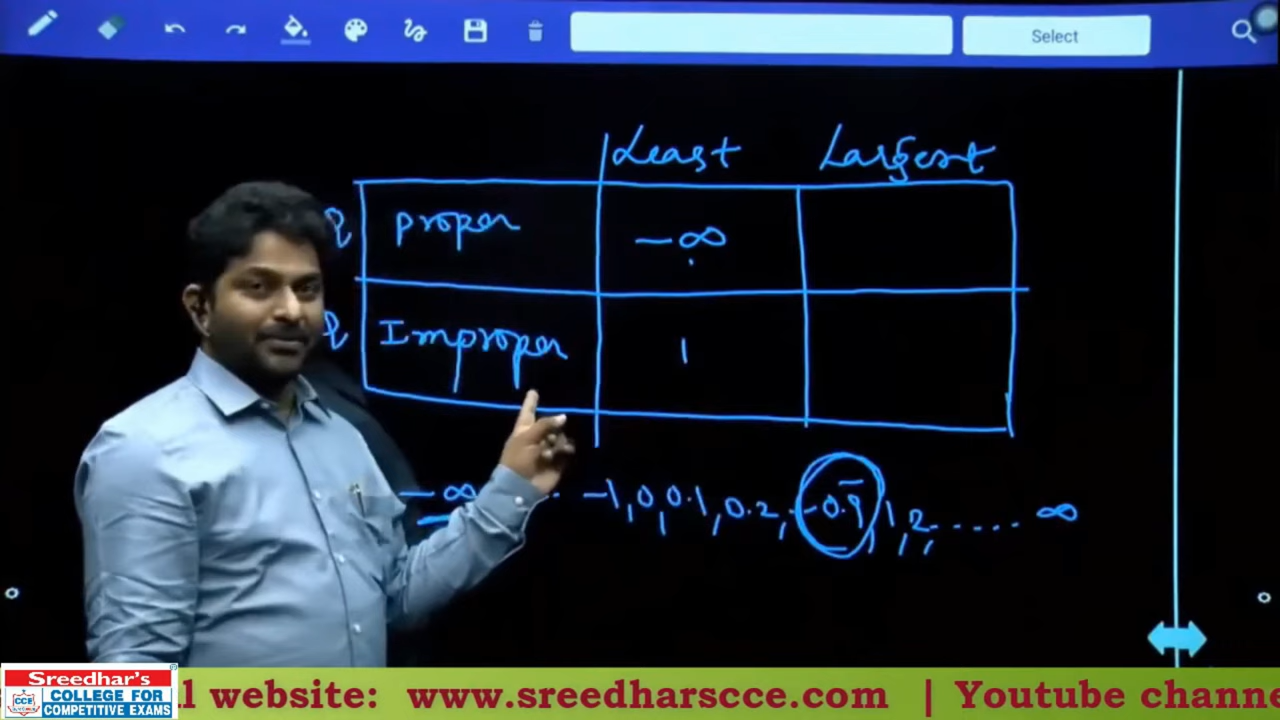 Select
Least Largest
Proper -∞
Improper 1
-∞ .. -1, 0, 0.1, 0.2, --0.9̅, 1, 2, ..... ∞
Sreedhar's
CCE
COLLEGE FOR
COMPETITIVE EXAMS
l website: www.sreedharscce.com | Youtube channe